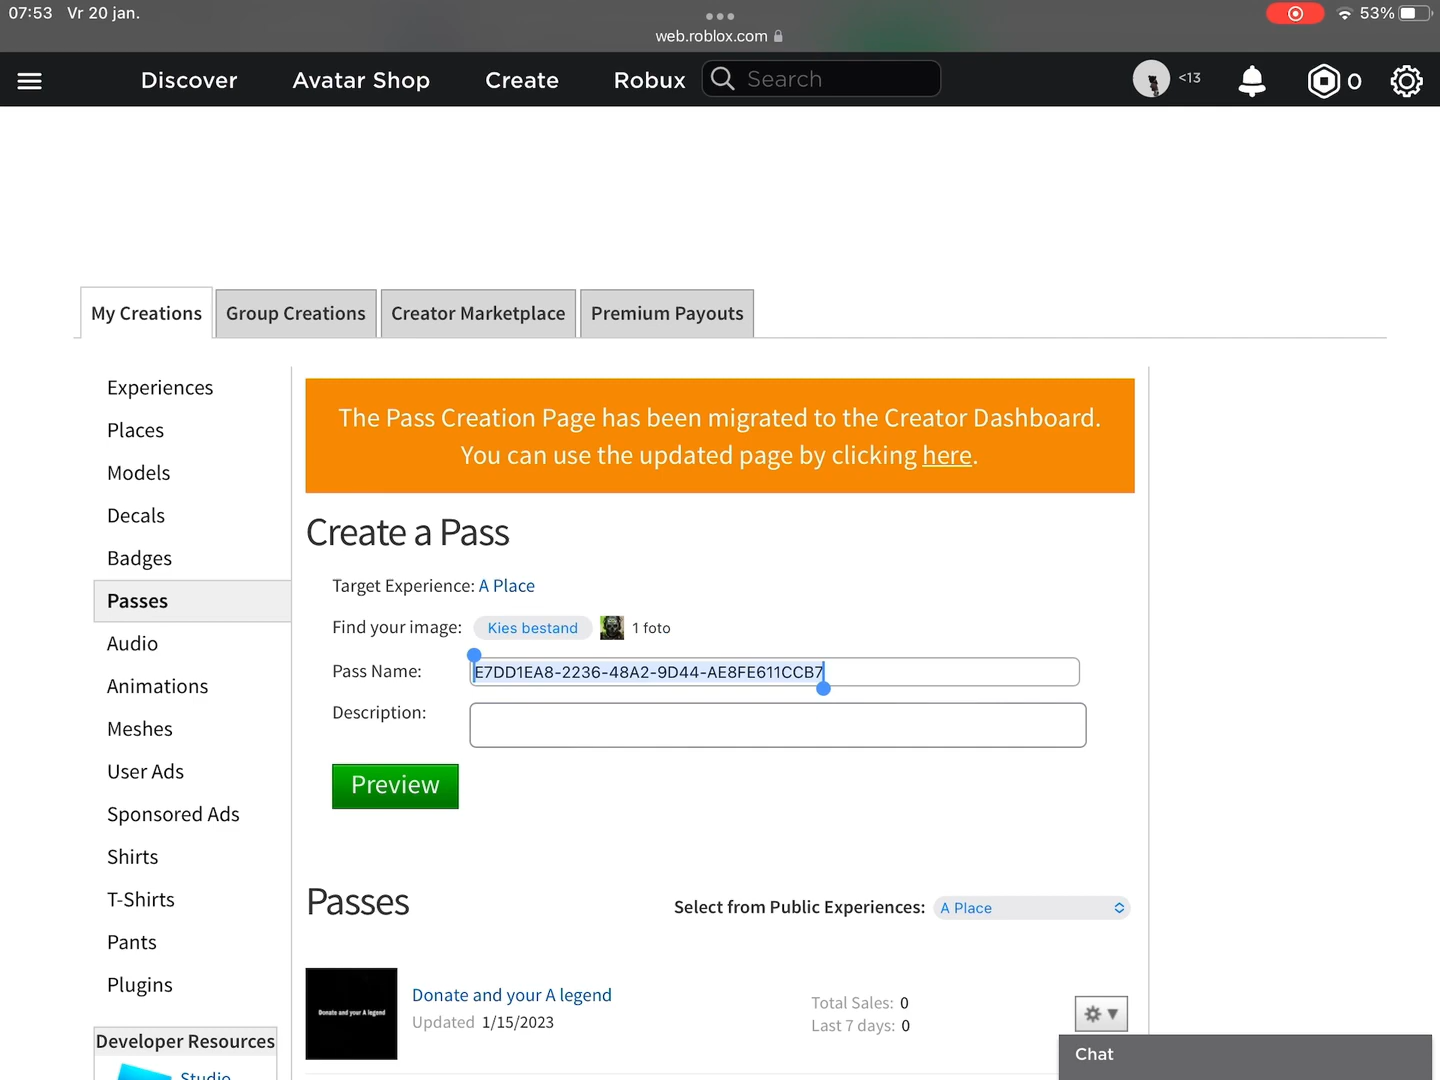 07:53 Vr 20 jan.
53%
web.roblox.com
Discover Avatar Shop Create Robux Search <13 0
My Creations Group Creations Creator Marketplace Premium Payouts
Experiences
Places
Models
Decals
Badges
Passes
Audio
Animations
Meshes
User Ads
Sponsored Ads
Shirts
T-Shirts
Pants
Plugins
Developer Resources
Studio
The Pass Creation Page has been migrated to the Creator Dashboard.
You can use the updated page by clicking here.
Create a Pass
Target Experience: A Place
Find your image: Kies bestand 1 foto
Pass Name: E7DD1EA8-2236-48A2-9D44-AE8FE611CCB7
Description:
Preview
Passes
Select from Public Experiences: A Place
Donate and your A legend
Donate and your A legend
Updated 1/15/2023
Total Sales: 0
Last 7 days: 0
Chat